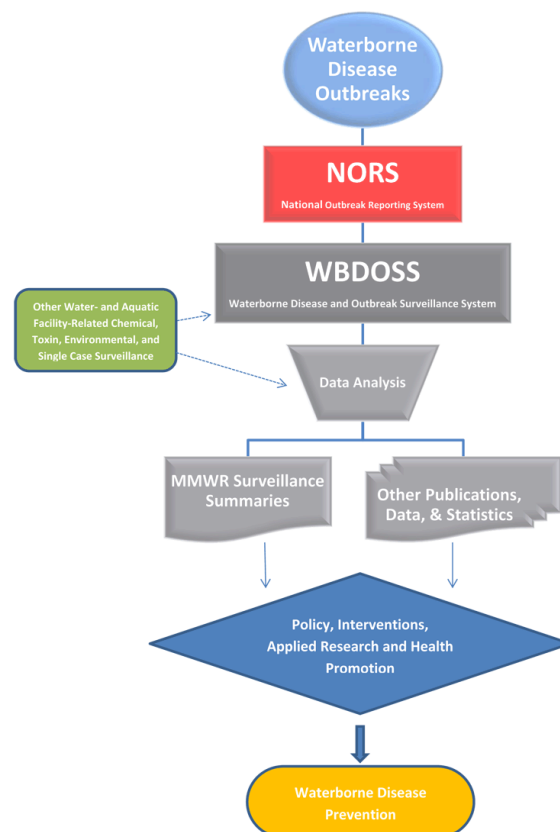 Waterborne
Disease
Outbreaks
NORS
National Outbreak Reporting System
WBDOSS
Waterborne Disease and Outbreak Surveillance System
Other Water- and Aquatic
Facility-Related Chemical,
Toxin, Environmental, and
Single Case Surveillance
Data Analysis
MMWR Surveillance
Summaries
Other Publications,
Data, & Statistics
Policy, Interventions,
Applied Research and Health
Promotion
Waterborne Disease
Prevention